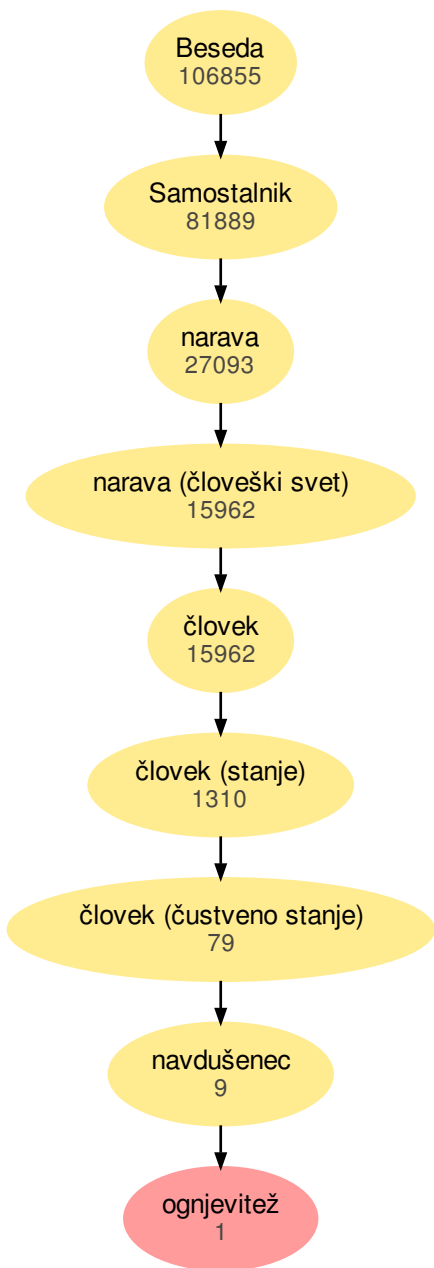 Beseda
106855
Samostalnik
81889
narava
27093
narava (človeški svet)
15962
človek
15962
človek (stanje)
1310
človek (čustveno stanje)
79
navdušenec
9
ognjevitež
1